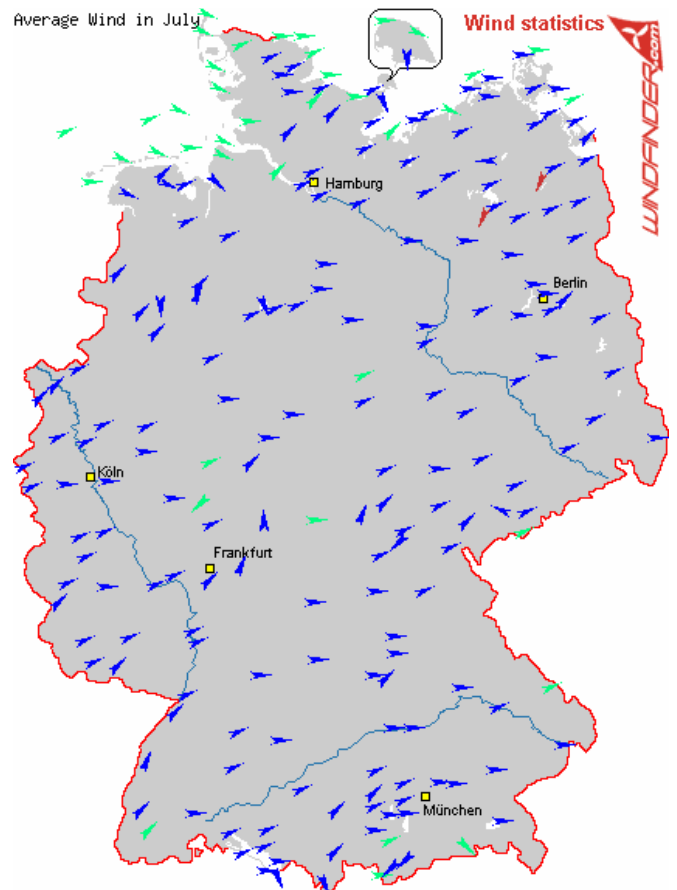 Average Wind in July
Wind statistics
WINDFINDER.com
Hamburg
Berlin
Köln
Frankfurt
München